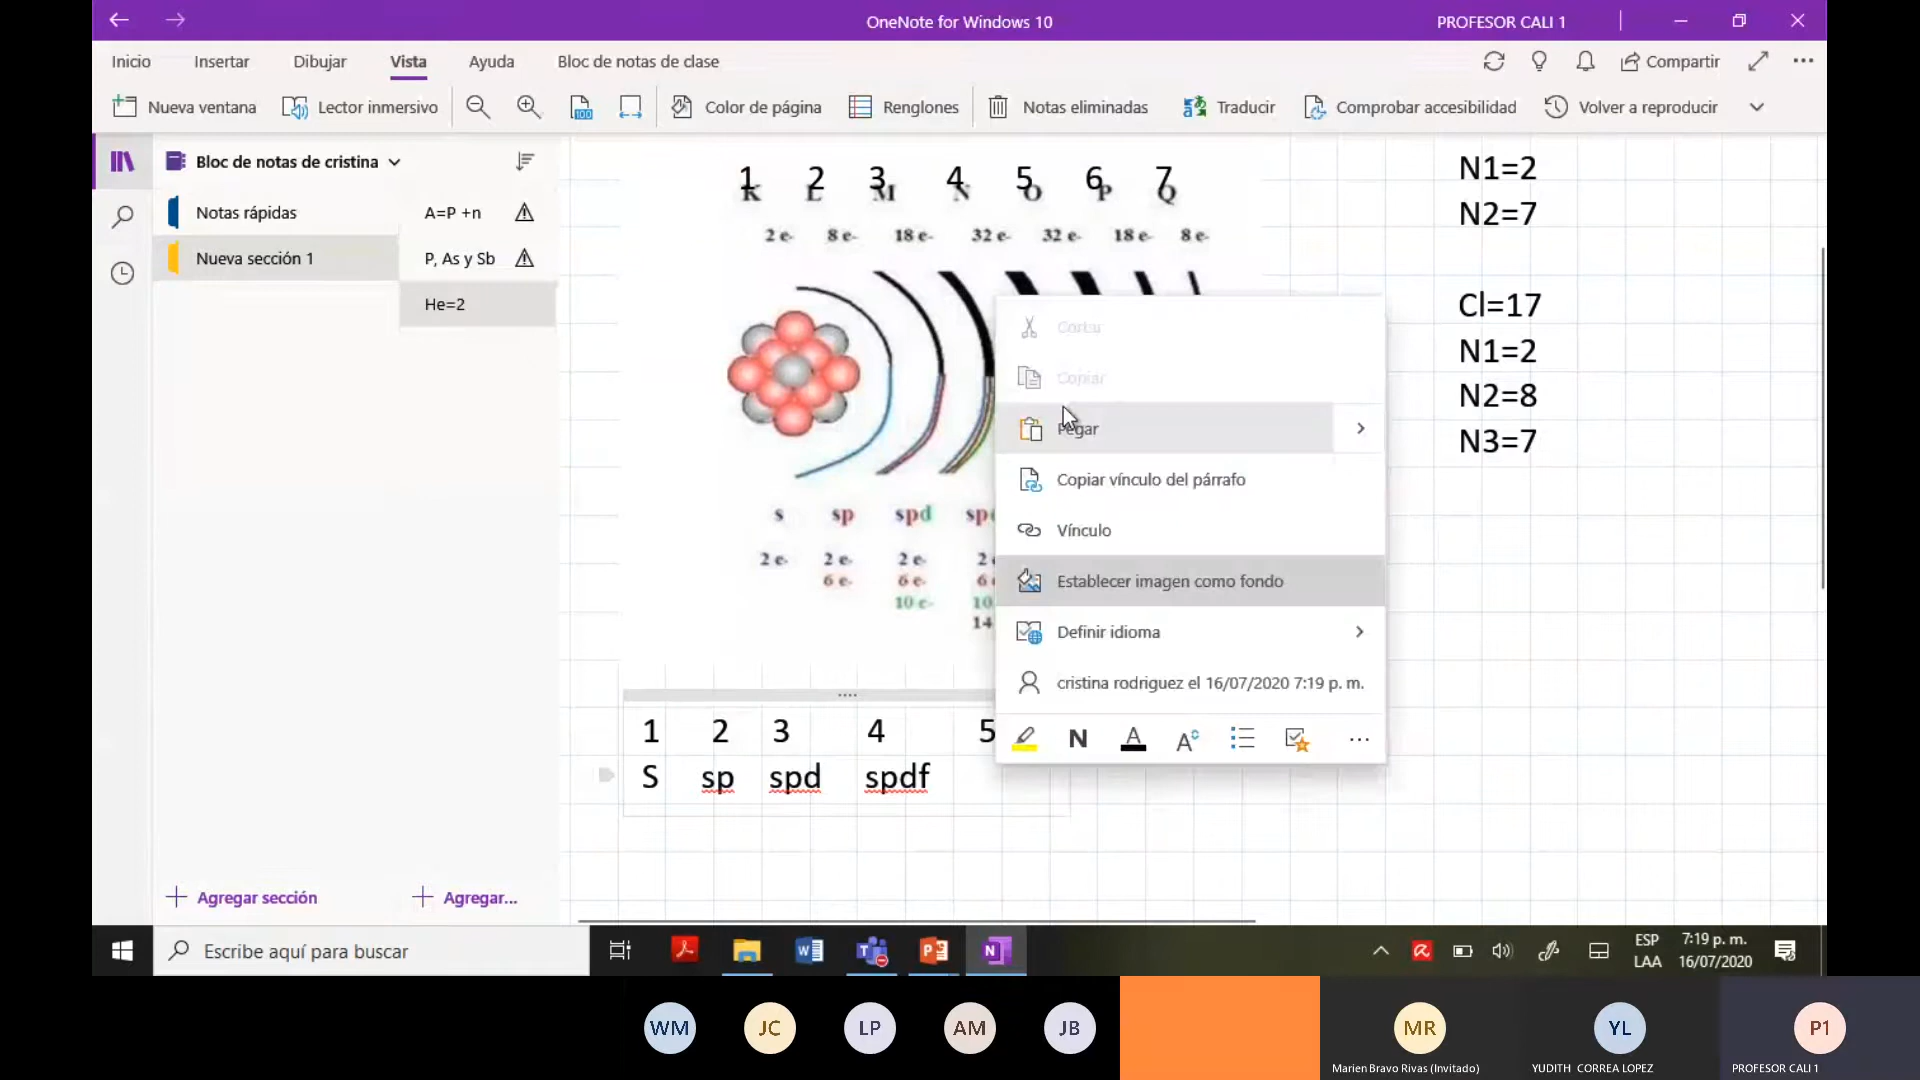 OneNote for Windows 10
PROFESOR CALI 1
Inicio
Insertar
Dibujar
Vista
Ayuda
Bloc de notas de clase
Compartir
Nueva ventana
Lector inmersivo
100
Color de página
Renglones
Notas eliminadas
Traducir
Comprobar accesibilidad
Volver a reproducir
Bloc de notas de cristina
Notas rápidas
A=P +n
Nueva sección 1
P, As y Sb
He=2
1 2 3 4 5 6 7
K L M N O P Q
2 e- 8 e- 18 e- 32 e- 32 e- 18 e- 8 e-
s sp spd
2 e- 2 e- 2 e-
6 e- 6 e-
10 e- 10
14
1 2 3 4 5
S sp spd spdf
N1=2
N2=7
Cl=17
N1=2
N2=8
N3=7
Cortar
Copiar
Pegar
Copiar vínculo del párrafo
Vínculo
Establecer imagen como fondo
Definir idioma
cristina rodriguez el 16/07/2020 7:19 p. m.
N A A
Agregar sección
Agregar...
Escribe aquí para buscar
ESP
LAA
7:19 p. m.
16/07/2020
WM
JC
LP
AM
JB
MR
YL
P1
Marien Bravo Rivas (Invitado)
YUDITH CORREA LOPEZ
PROFESOR CALI 1